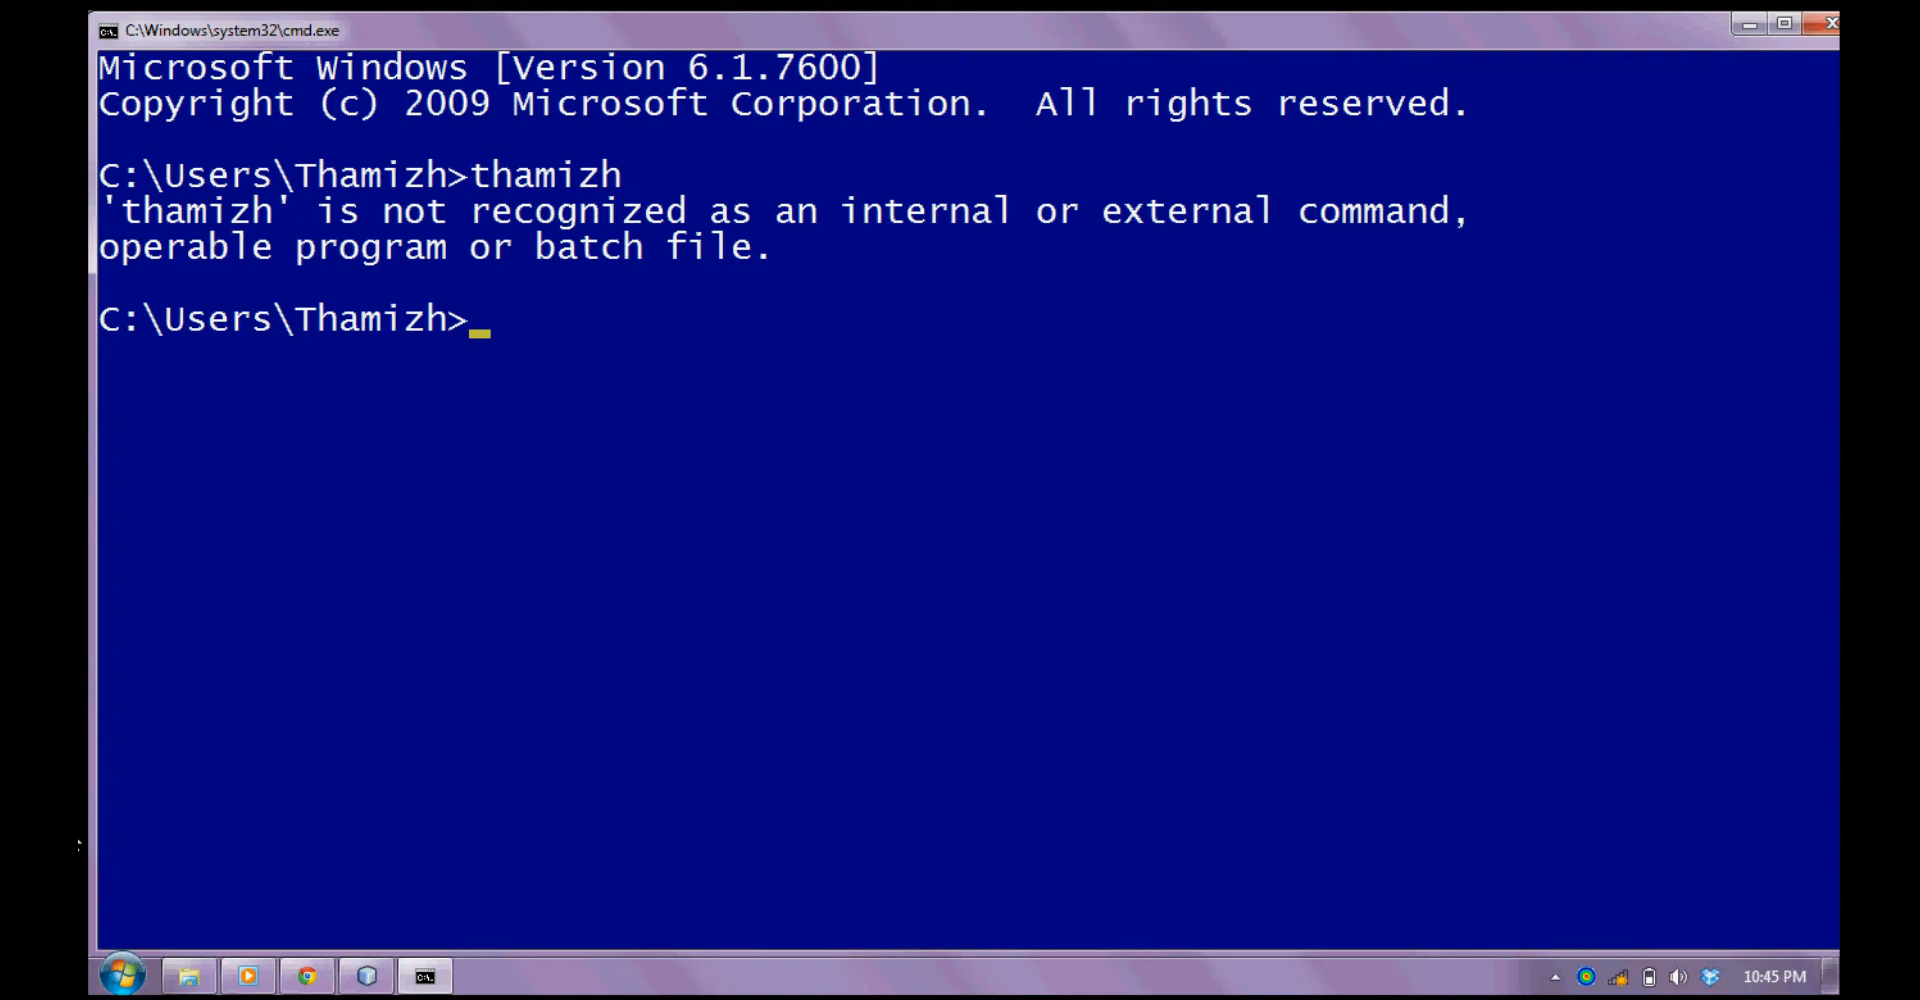 C:\Windows\system32\cmd.exe
Microsoft Windows [Version 6.1.7600]
Copyright (c) 2009 Microsoft Corporation.  All rights reserved.
C:\Users\Thamizh>thamizh
'thamizh' is not recognized as an internal or external command,
operable program or batch file.
C:\Users\Thamizh>
10:45 PM